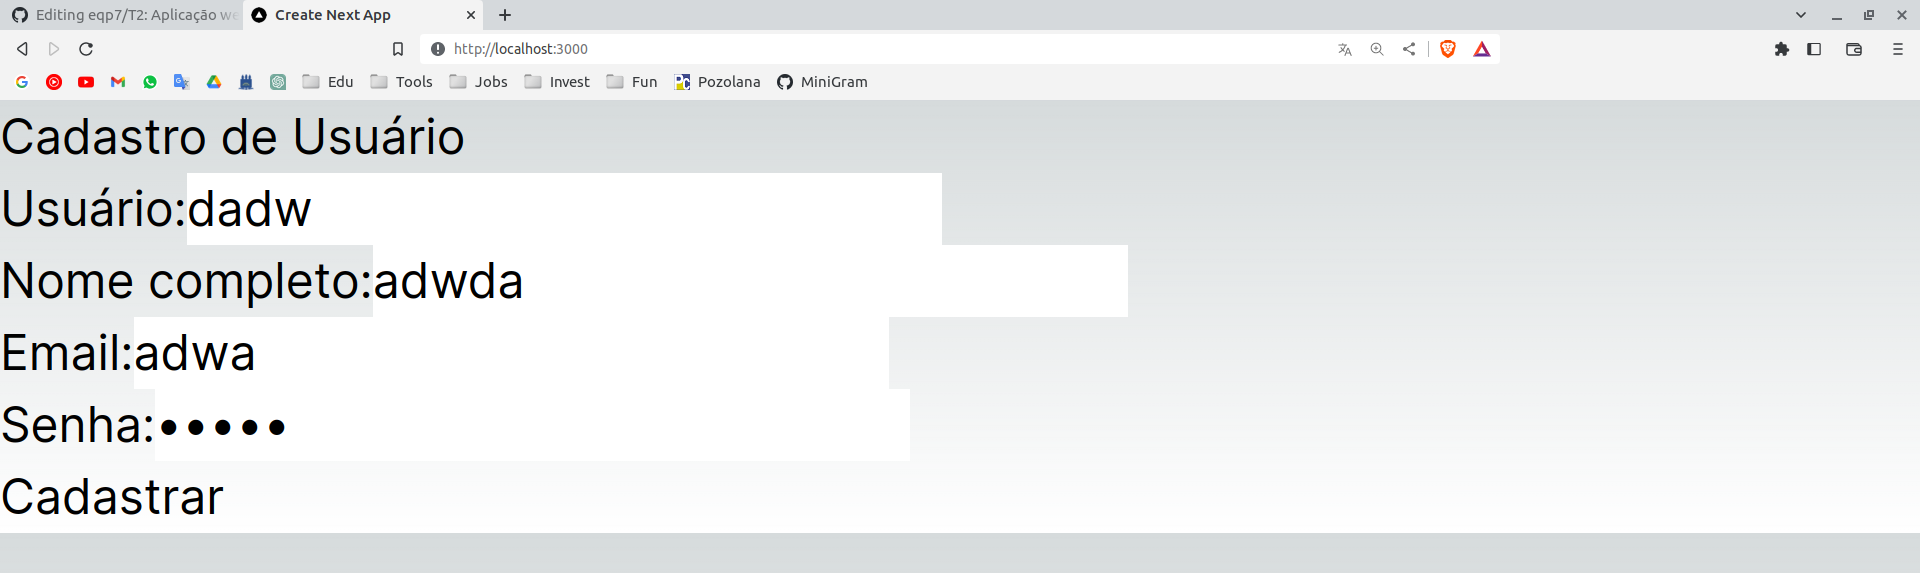 Editing eqp7/T2: Aplicação we
Create Next App
http://localhost:3000
Edu Tools Jobs Invest Fun Pozolana MiniGram
Cadastro de Usuário
Usuário:dadw
Nome completo:adwda
Email:adwa
Senha:•••••
Cadastrar